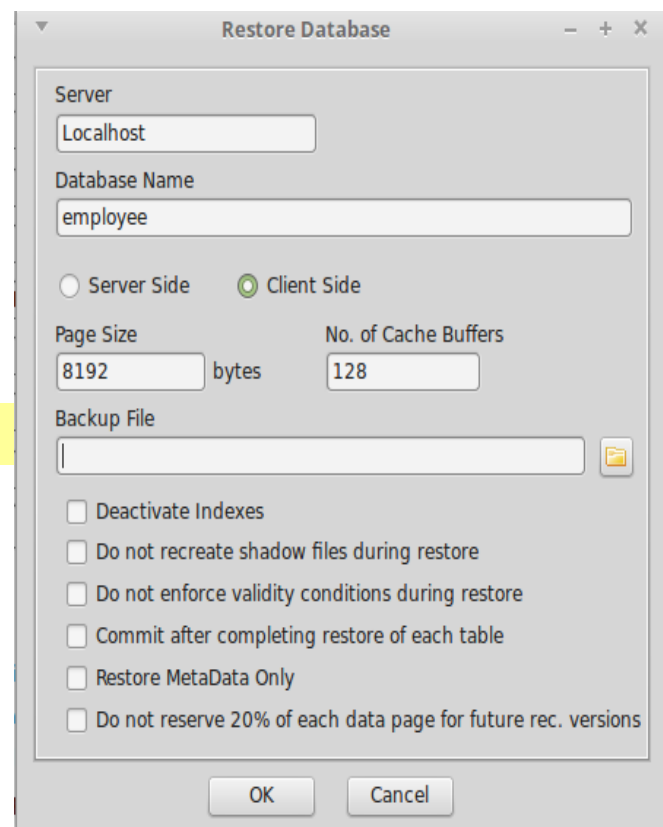 Restore Database
Server
Localhost
Database Name
employee
Server Side Client Side
Page Size No. of Cache Buffers
8192 bytes 128
Backup File
Deactivate Indexes
Do not recreate shadow files during restore
Do not enforce validity conditions during restore
Commit after completing restore of each table
Restore MetaData Only
Do not reserve 20% of each data page for future rec. versions
OK Cancel